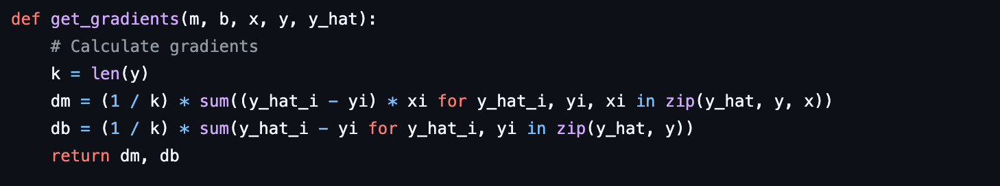 def get_gradients(m, b, x, y, y_hat):
    # Calculate gradients
    k = len(y)
    dm = (1 / k) * sum((y_hat_i - yi) * xi for y_hat_i, yi, xi in zip(y_hat, y, x))
    db = (1 / k) * sum(y_hat_i - yi for y_hat_i, yi in zip(y_hat, y))
    return dm, db